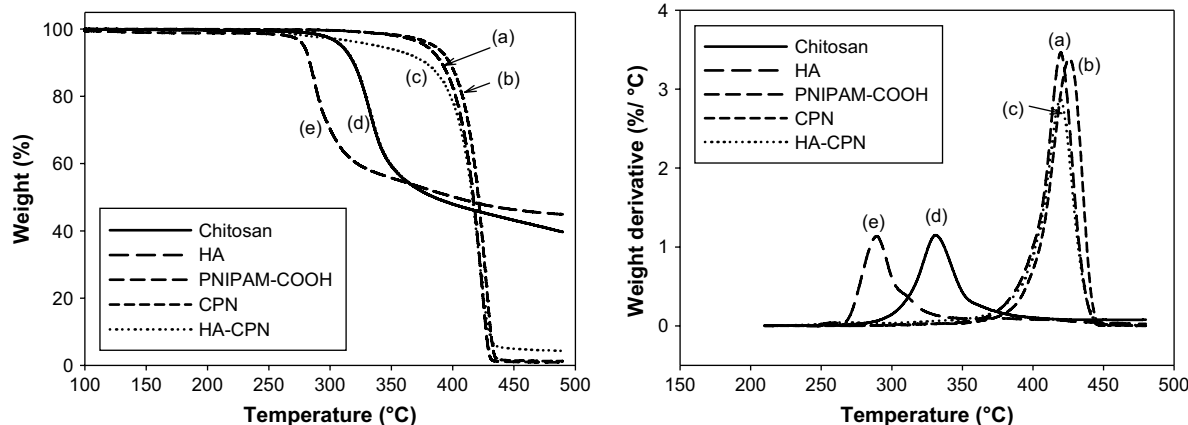 100
80
60
40
20
0
Weight (%)
(a)
(b)
(c)
(d)
(e)
Chitosan
HA
PNIPAM-COOH
CPN
HA-CPN
100 150 200 250 300 350 400 450 500
Temperature (°C)
4
3
2
1
0
Weight derivative (%/ °C)
Chitosan
HA
PNIPAM-COOH
CPN
HA-CPN
(a)
(b)
(c)
(e)
(d)
150 200 250 300 350 400 450 500
Temperature (°C)